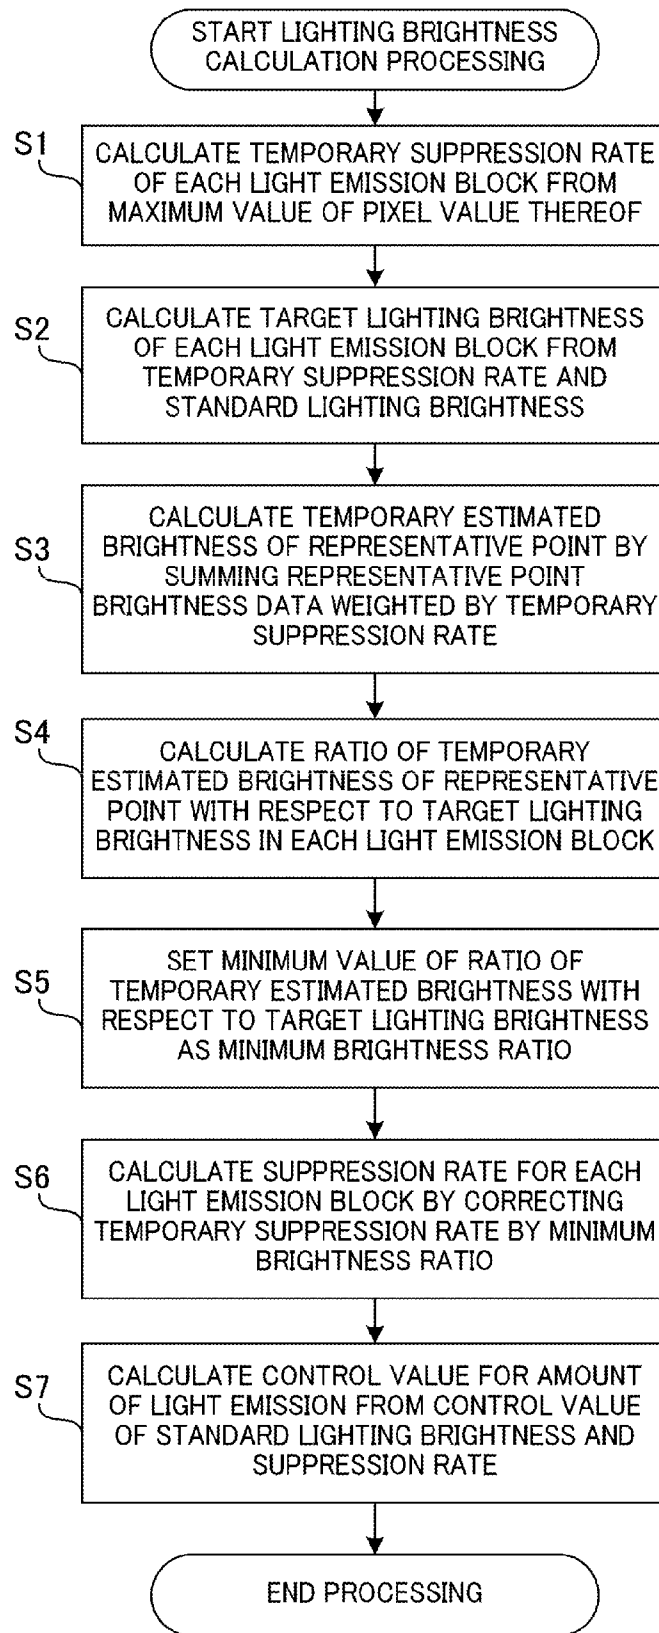 START LIGHTING BRIGHTNESS
CALCULATION PROCESSING
S1
CALCULATE TEMPORARY SUPPRESSION RATE
OF EACH LIGHT EMISSION BLOCK FROM
MAXIMUM VALUE OF PIXEL VALUE THEREOF
S2
CALCULATE TARGET LIGHTING BRIGHTNESS
OF EACH LIGHT EMISSION BLOCK FROM
TEMPORARY SUPPRESSION RATE AND
STANDARD LIGHTING BRIGHTNESS
S3
CALCULATE TEMPORARY ESTIMATED
BRIGHTNESS OF REPRESENTATIVE POINT BY
SUMMING REPRESENTATIVE POINT
BRIGHTNESS DATA WEIGHTED BY TEMPORARY
SUPPRESSION RATE
S4
CALCULATE RATIO OF TEMPORARY
ESTIMATED BRIGHTNESS OF REPRESENTATIVE
POINT WITH RESPECT TO TARGET LIGHTING
BRIGHTNESS IN EACH LIGHT EMISSION BLOCK
S5
SET MINIMUM VALUE OF RATIO OF
TEMPORARY ESTIMATED BRIGHTNESS WITH
RESPECT TO TARGET LIGHTING BRIGHTNESS
AS MINIMUM BRIGHTNESS RATIO
S6
CALCULATE SUPPRESSION RATE FOR EACH
LIGHT EMISSION BLOCK BY CORRECTING
TEMPORARY SUPPRESSION RATE BY MINIMUM
BRIGHTNESS RATIO
S7
CALCULATE CONTROL VALUE FOR AMOUNT
OF LIGHT EMISSION FROM CONTROL VALUE
OF STANDARD LIGHTING BRIGHTNESS AND
SUPPRESSION RATE
END PROCESSING